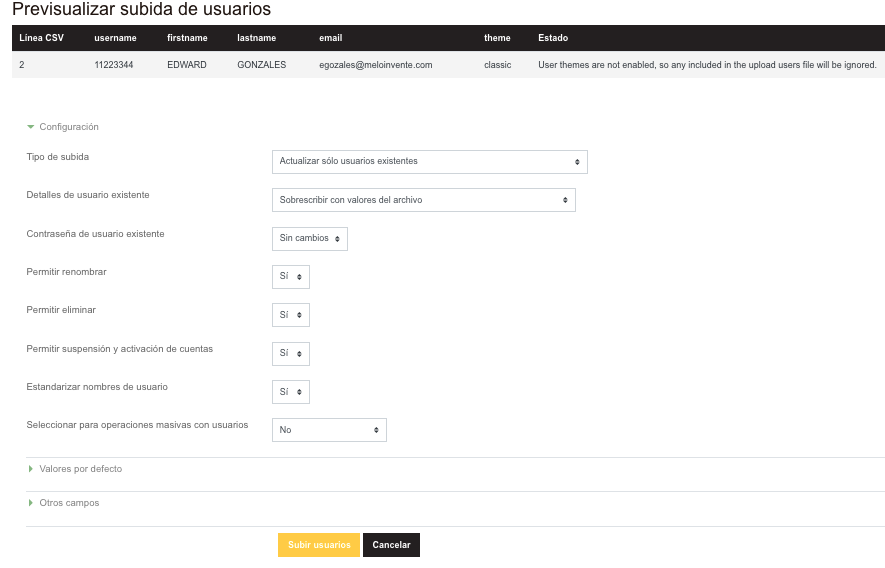 Previsualizar subida de usuarios
Línea CSV username firstname lastname email theme Estado
2 11223344 EDWARD GONZALES egozales@meloinvente.com classic User themes are not enabled, so any included in the upload users file will be ignored.
Configuración
Tipo de subida Actualizar sólo usuarios existentes
Detalles de usuario existente Sobrescribir con valores del archivo
Contraseña de usuario existente Sin cambios
Permitir renombrar Sí
Permitir eliminar Sí
Permitir suspensión y activación de cuentas Sí
Estandarizar nombres de usuario Sí
Seleccionar para operaciones masivas con usuarios No
Valores por defecto
Otros campos
Subir usuarios Cancelar